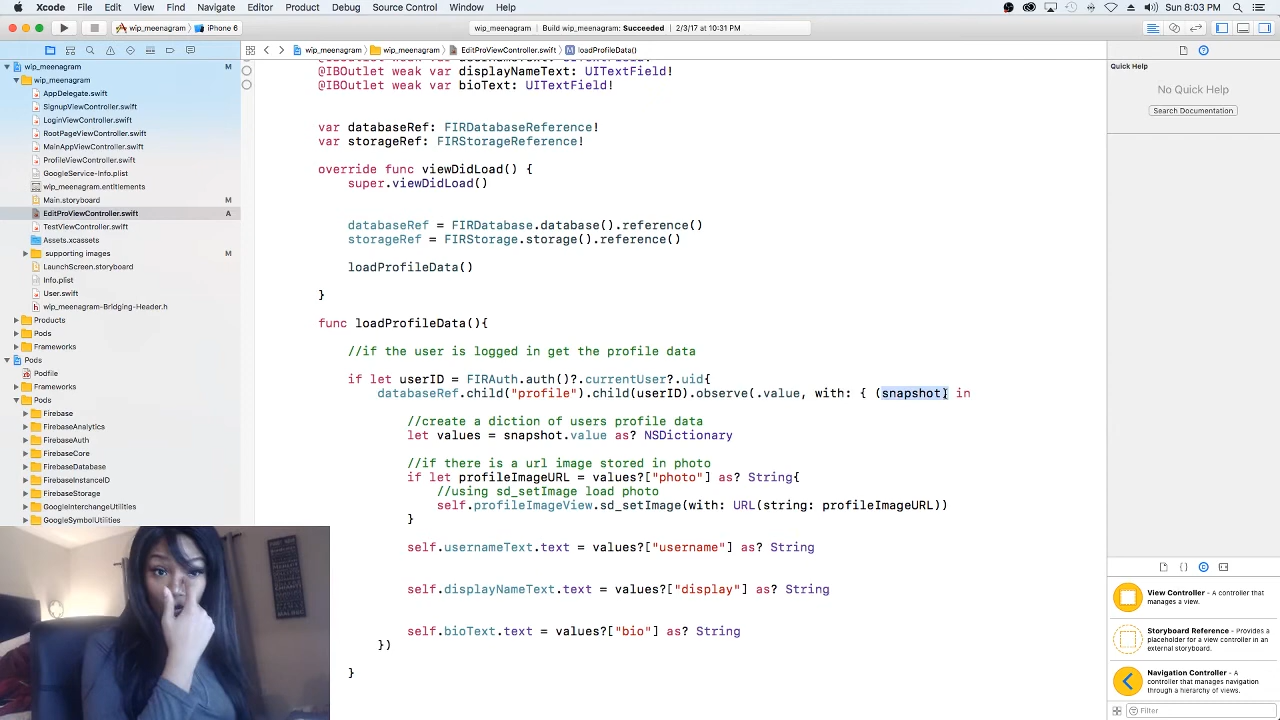 Xcode File Edit View Find Navigate Editor Product Debug Source Control Window Help Sun 8:03 PM
wip_meenagram iPhone 6 wip_meenagram Build wip_meenagram: Succeeded 2/3/17 at 10:31 PM
wip_meenagram wip_meenagram EditProViewController.swift M loadProfileData()
wip_meenagram M
wip_meenagram
AppDelegate.swift
SignupViewController.swift
LoginViewController.swift
RootPageViewController.swift
MainAppViewController.swift
ProfileViewController.swift
GoogleService-Info.plist
wip_meenagram.entitlements
Main.storyboard M
EditProViewController.swift A
TestViewController.swift
Assets.xcassets
supporting images M
LaunchScreen.storyboard
Info.plist
User.swift
wip_meenagram-Bridging-Header.h
Products
Pods
Frameworks
Pods
Podfile
Frameworks
Pods
Firebase
FirebaseAnalytics
FirebaseAuth
FirebaseCore
FirebaseDatabase
FirebaseInstanceID
FirebaseStorage
GoogleInterchangeUtilities
GoogleSymbolUtilities
@IBOutlet weak var displayNameText: UITextField!
@IBOutlet weak var bioText: UITextField!
var databaseRef: FIRDatabaseReference!
var storageRef: FIRStorageReference!
override func viewDidLoad() {
super.viewDidLoad()
databaseRef = FIRDatabase.database().reference()
storageRef = FIRStorage.storage().reference()
loadProfileData()
}
func loadProfileData(){
//if the user is logged in get the profile data
if let userID = FIRAuth.auth()?.currentUser?.uid{
databaseRef.child("profile").child(userID).observe(.value, with: { (snapshot) in
//create a diction of users profile data
let values = snapshot.value as? NSDictionary
//if there is a url image stored in photo
if let profileImageURL = values?["photo"] as? String{
//using sd_setImage load photo
self.profileImageView.sd_setImage(with: URL(string: profileImageURL))
}
self.usernameText.text = values?["username"] as? String
self.displayNameText.text = values?["display"] as? String
self.bioText.text = values?["bio"] as? String
})
}
Quick Help
No Quick Help
Search Documentation
View Controller - A controller that
manages a view.
Storyboard Reference - Provides a
placeholder for a view controller in an
external storyboard.
Navigation Controller - A
controller that manages navigation
through a hierarchy of views.
Filter